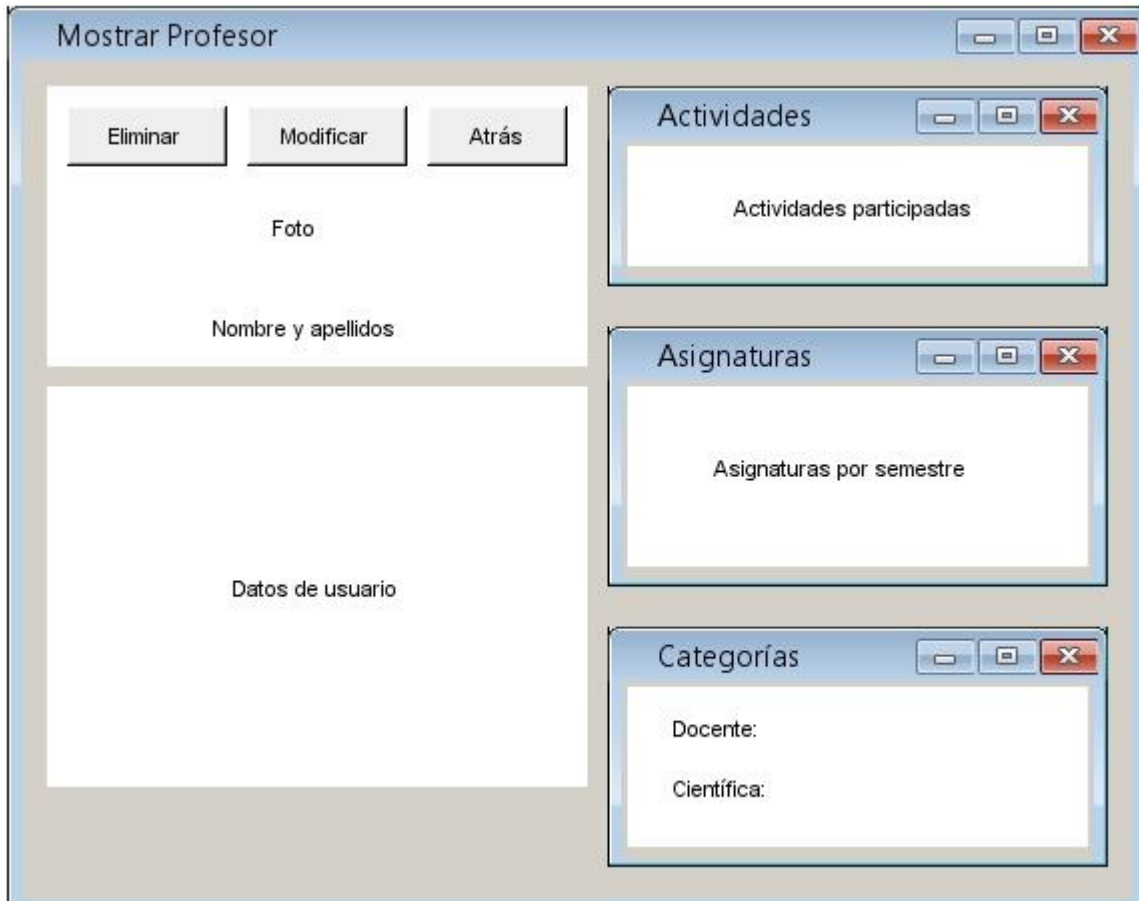 Mostrar Profesor
Eliminar
Modificar
Atrás
Foto
Nombre y apellidos
Datos de usuario
Actividades
Actividades participadas
Asignaturas
Asignaturas por semestre
Categorías
Docente:
Científica: